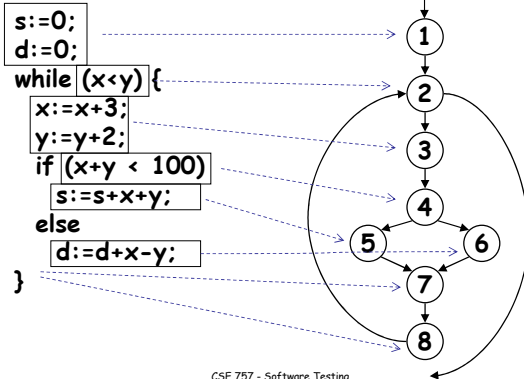 s:=0;
d:=0;
while (x<y) {
x:=x+3;
y:=y+2;
if (x+y < 100)
s:=s+x+y;
else
d:=d+x-y;
}
1
2
3
4
5 6
7
8
CSE 757 - Software Testing